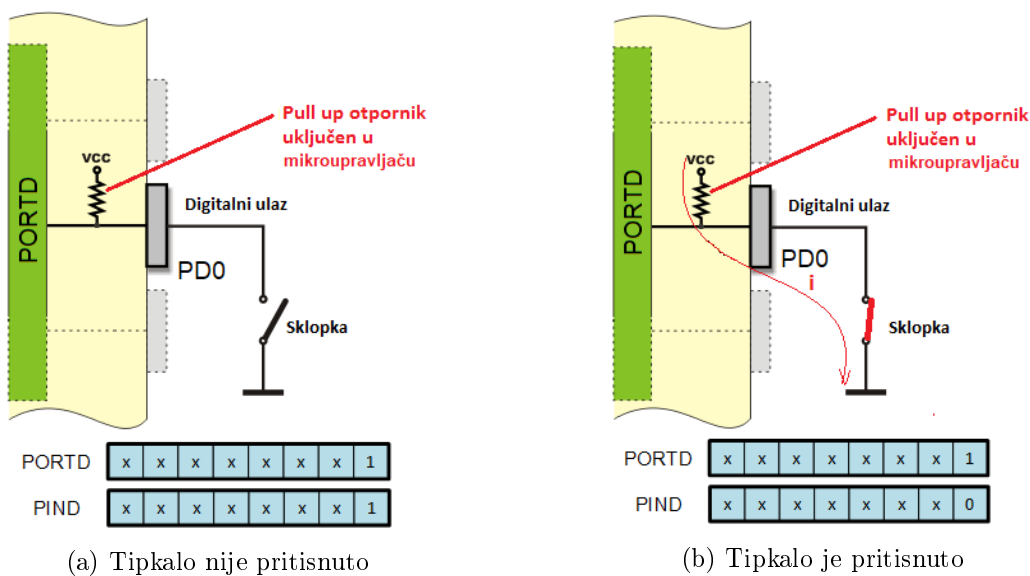 Pull up otpornik
uključen u
mikroupravljaču
vcc
PORTD
Digitalni ulaz
PD0
Sklopka
PORTD x x x x x x x 1
PIND x x x x x x x 1
(a) Tipkalo nije pritisnuto
Pull up otpornik
uključen u
mikroupravljaču
vcc
PORTD
Digitalni ulaz
PD0
i
Sklopka
PORTD x x x x x x x 1
PIND x x x x x x x 0
(b) Tipkalo je pritisnuto